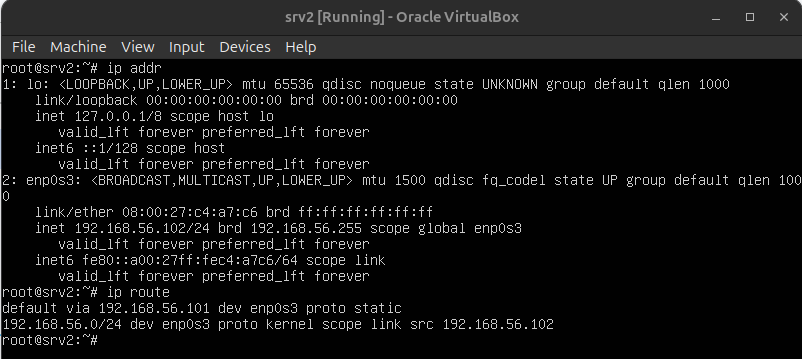 srv2 [Running] - Oracle VirtualBox
File Machine View Input Devices Help
root@srv2:~# ip addr
1: lo: <LOOPBACK,UP,LOWER_UP> mtu 65536 qdisc noqueue state UNKNOWN group default qlen 1000
    link/loopback 00:00:00:00:00:00 brd 00:00:00:00:00:00
    inet 127.0.0.1/8 scope host lo
       valid_lft forever preferred_lft forever
    inet6 ::1/128 scope host
       valid_lft forever preferred_lft forever
2: enp0s3: <BROADCAST,MULTICAST,UP,LOWER_UP> mtu 1500 qdisc fq_codel state UP group default qlen 100
0
    link/ether 08:00:27:c4:a7:c6 brd ff:ff:ff:ff:ff:ff
    inet 192.168.56.102/24 brd 192.168.56.255 scope global enp0s3
       valid_lft forever preferred_lft forever
    inet6 fe80::a00:27ff:fec4:a7c6/64 scope link
       valid_lft forever preferred_lft forever
root@srv2:~# ip route
default via 192.168.56.101 dev enp0s3 proto static
192.168.56.0/24 dev enp0s3 proto kernel scope link src 192.168.56.102
root@srv2:~#